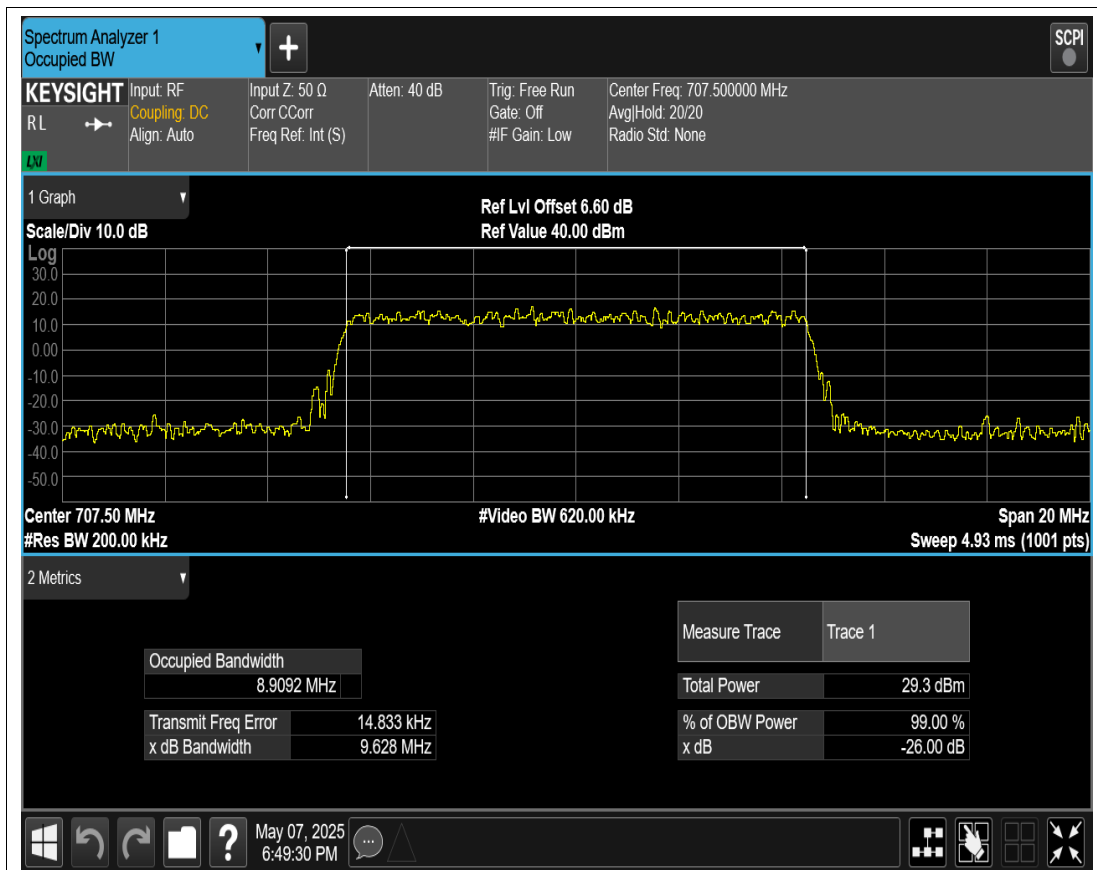 Spectrum Analyzer 1
Occupied BW
+
SCPI
KEYSIGHT
R L
LXI
Input: RF
Coupling: DC
Align: Auto
Input Z: 50 Ω
Corr CCorr
Freq Ref: Int (S)
Atten: 40 dB
Trig: Free Run
Gate: Off
#IF Gain: Low
Center Freq: 707.500000 MHz
Avg|Hold: 20/20
Radio Std: None
1 Graph
Scale/Div 10.0 dB
Ref Lvl Offset 6.60 dB
Ref Value 40.00 dBm
Log
30.0
20.0
10.0
0.00
-10.0
-20.0
-30.0
-40.0
-50.0
Center 707.50 MHz
#Video BW 620.00 kHz
Span 20 MHz
#Res BW 200.00 kHz
Sweep 4.93 ms (1001 pts)
2 Metrics
Measure Trace Trace 1
Occupied Bandwidth
8.9092 MHz
Total Power 29.3 dBm
Transmit Freq Error 14.833 kHz
% of OBW Power 99.00 %
x dB Bandwidth 9.628 MHz
x dB -26.00 dB
?
May 07, 2025
6:49:30 PM